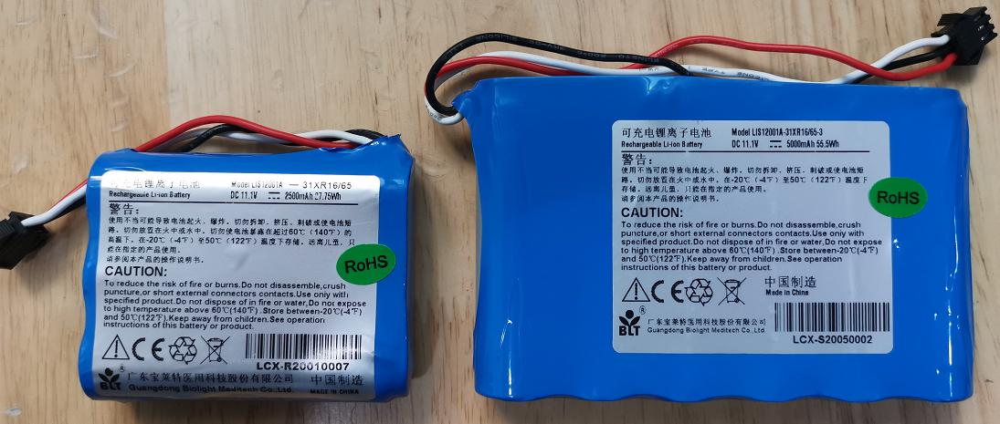 可充电锂离子电池 Model LIS12001A — 31XR16/65
Rechargeable Li-ion Battery DC 11.1V 2500mAh 27.75Wh
警告:
使用不当可能导致电池起火、爆炸。切勿拆卸、挤压、刺破或使电池短
路。切勿放置在火中或水中。切勿使电池暴露在超过60℃（140℉）的
高温下。在-20℃（-4℉）至50℃（122℉）温度下存储。远离儿童，只
能在指定的产品使用。
请参阅本产品的操作说明书。
CAUTION:
To reduce the risk of fire or burns.Do not disassemble,crush
puncture,or short external connectors contacts.Use only with
specified product.Do not dispose of in fire or water,Do not expose
to high temperature above 60℃(140℉).Store between-20℃(-4℉)
and 50℃(122℉).Keep away from children.See operation
instructions of this battery or product.
RoHS
CE
LCX-R20010007
BLT ® 广东宝莱特医用科技股份有限公司 中国制造
Guangdong Biolight Meditech Co.,Ltd. MADE IN CHINA
SILICONE
可充电锂离子电池 Model LIS12001A-31XR16/65-3
Rechargeable Li-ion Battery DC 11.1V 5000mAh 55.5Wh
警告:
使用不当可能导致电池起火、爆炸。切勿拆卸、挤压、刺破或使电池短
路。切勿放置在火中或水中。在-20℃（-4℉）至50℃（122℉）温度下
存储。远离儿童，只能在指定的产品使用。
请参阅本产品的操作说明书。
CAUTION:
To reduce the risk of fire or burns.Do not disassemble,crush
puncture,or short external connectors contacts.Use only with
specified product.Do not dispose of in fire or water,Do not expose
to high temperature above 60℃(140℉).Store between-20℃(-4℉)
and 50℃(122℉).Keep away from children.See operation
instructions of this battery or product.
RoHS
CE 中国制造
Made in China
BLT ® 广东宝莱特医用科技股份有限公司
Guangdong Biolight Meditech Co.,Ltd.
LCX-S20050002